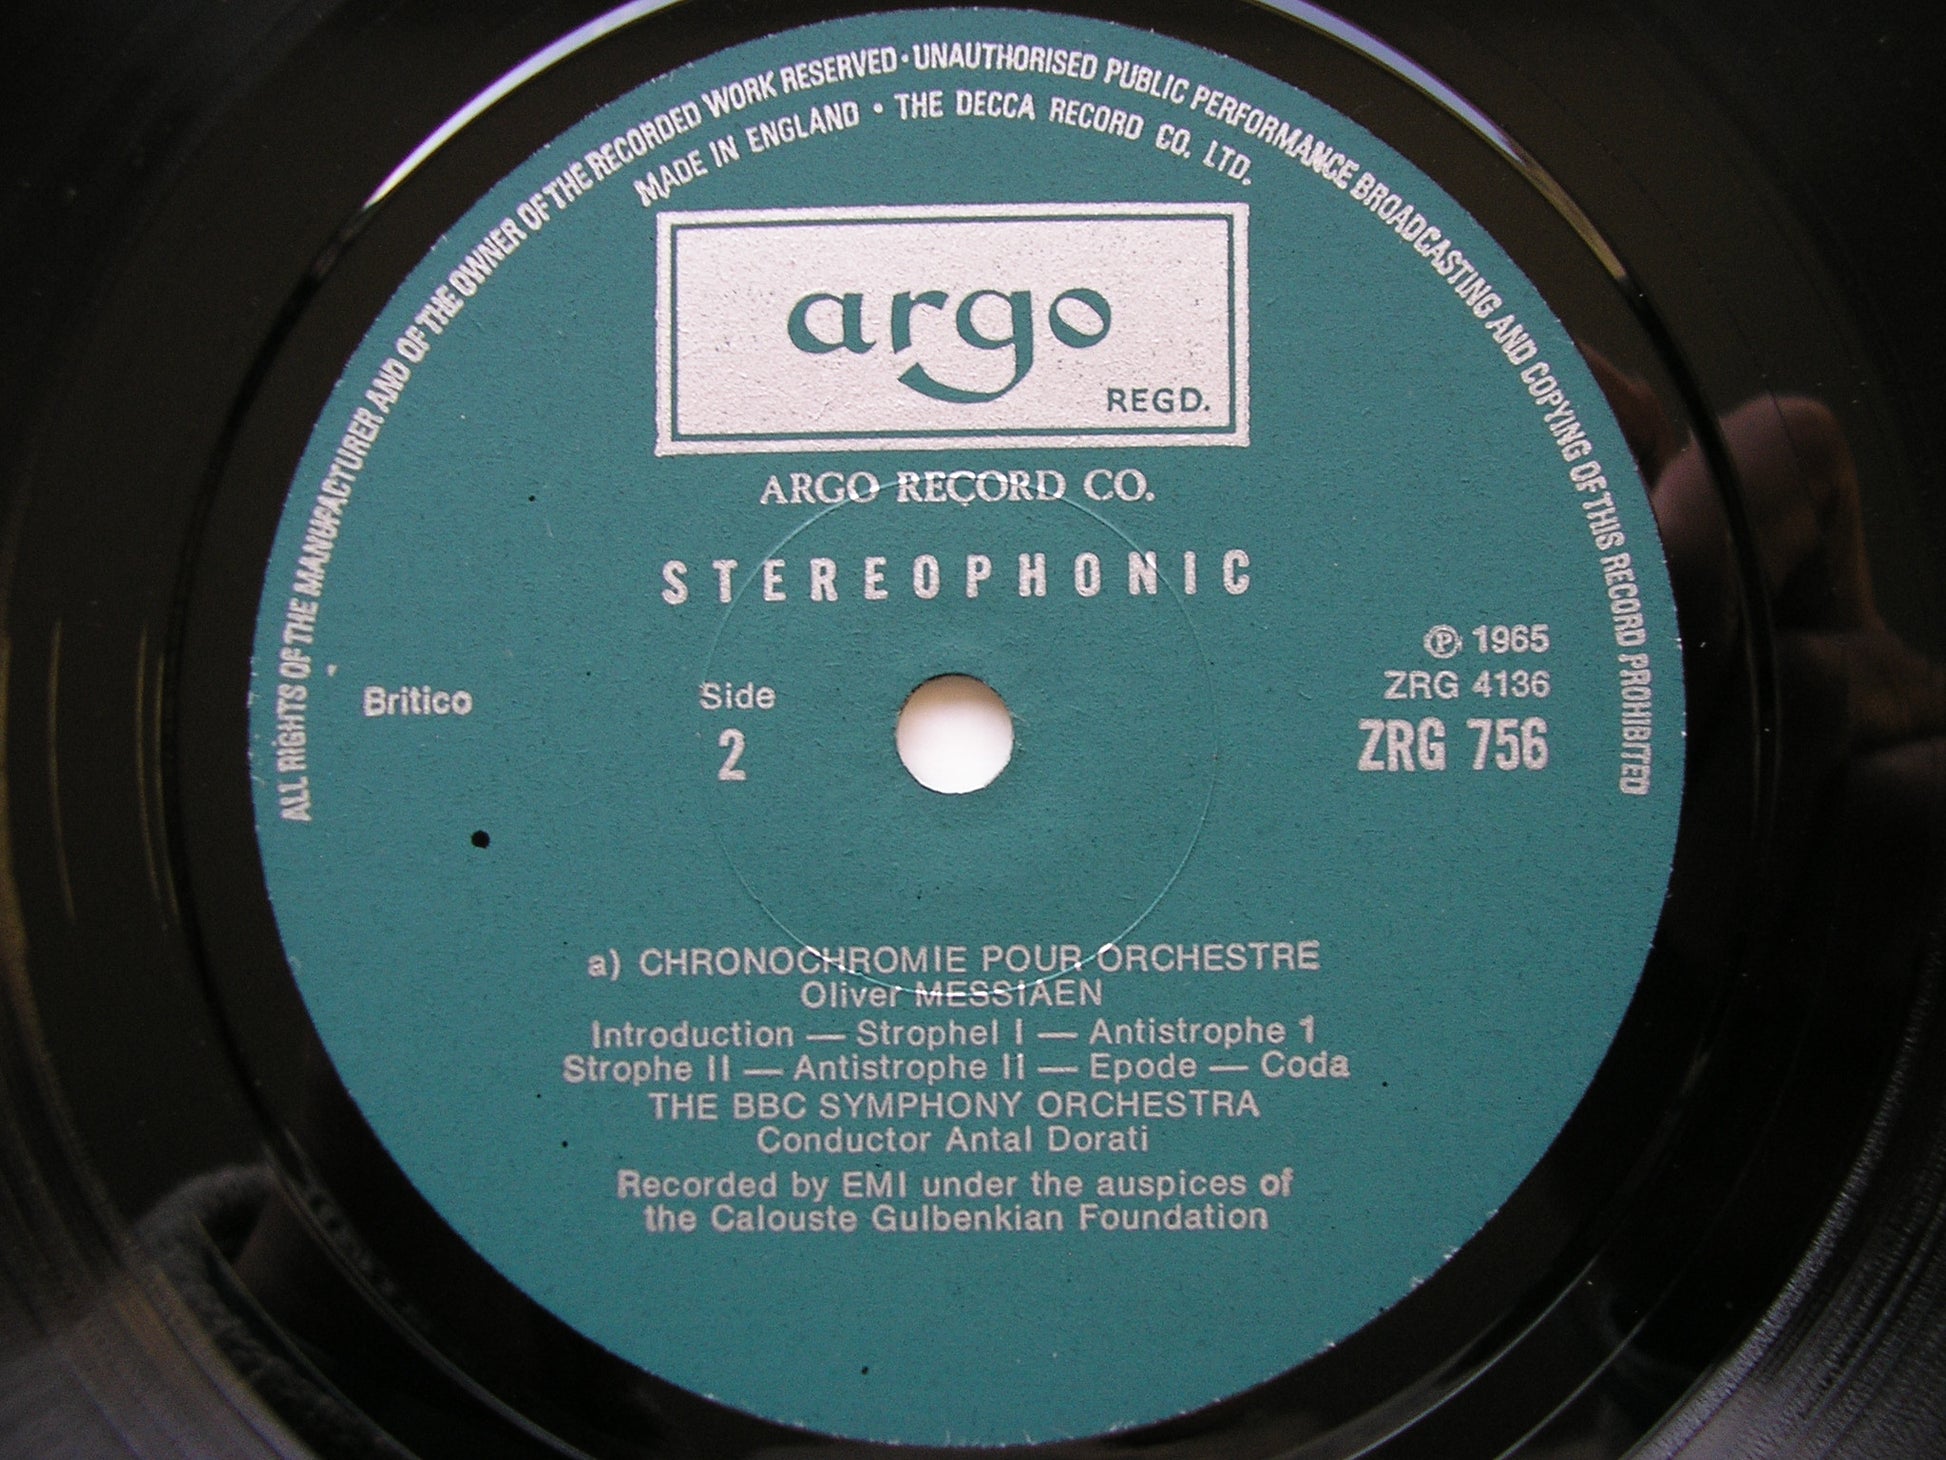 ALL RIGHTS OF THE MANUFACTURER AND OF THE OWNER OF THE RECORDED WORK RESERVED · UNAUTHORISED PUBLIC PERFORMANCE BROADCASTING AND COPYING OF THIS RECORD PROHIBITED
MADE IN ENGLAND · THE DECCA RECORD CO. LTD.
argo
REGD.
ARGO RECORD CO.
STEREOPHONIC
Ⓟ 1965
ZRG 4136
ZRG 756
Britico
Side
2
a) CHRONOCHROMIE POUR ORCHESTRE
Oliver MESSIAEN
Introduction — Strophel I — Antistrophe 1
Strophe II — Antistrophe II — Epode — Coda
THE BBC SYMPHONY ORCHESTRA
Conductor Antal Dorati
Recorded by EMI under the auspices of
the Calouste Gulbenkian Foundation